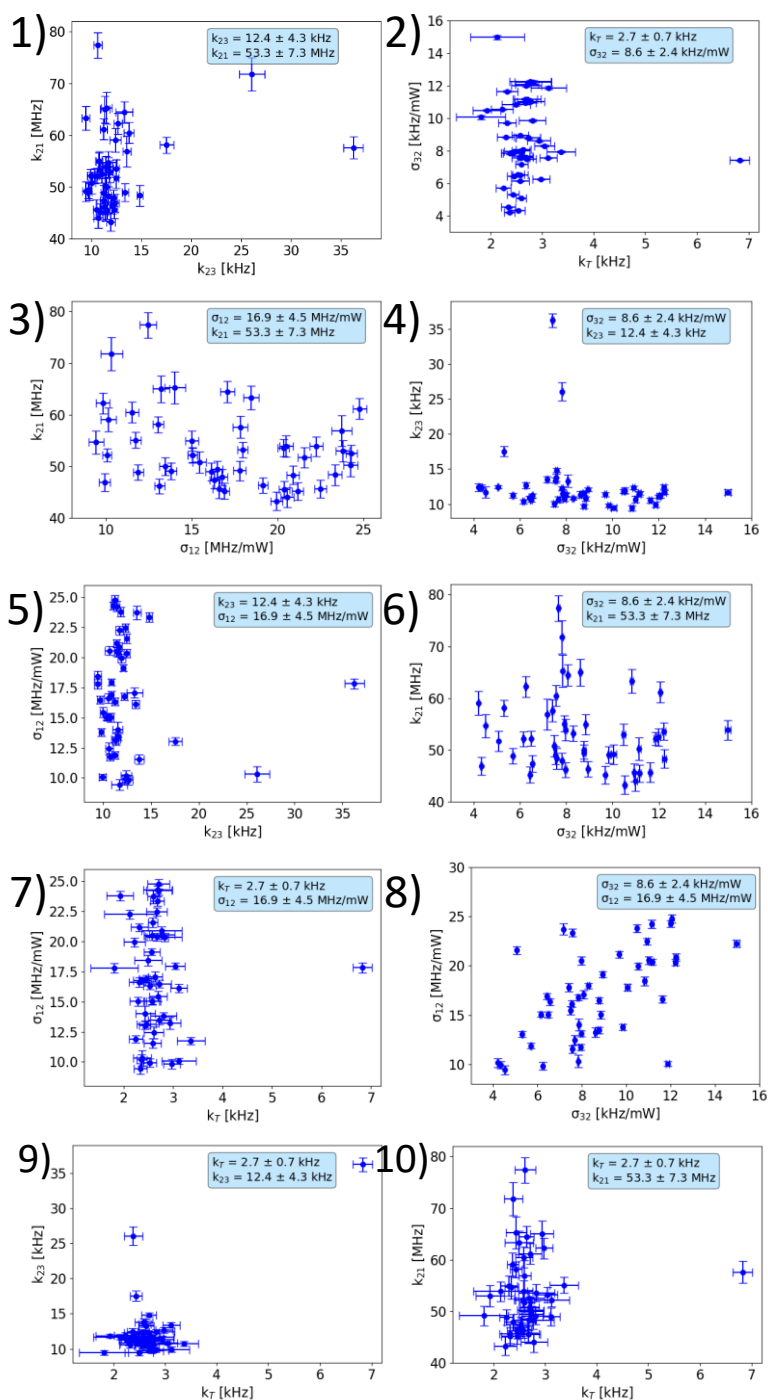 1)
k23 = 12.4 ± 4.3 kHz
k21 = 53.3 ± 7.3 MHz
80
70
60
50
40
k21 [MHz]
10 15 20 25 30 35
k23 [kHz]
2)
kT = 2.7 ± 0.7 kHz
σ32 = 8.6 ± 2.4 kHz/mW
16
14
12
10
8
6
4
σ32 [kHz/mW]
2 3 4 5 6 7
kT [kHz]
3)
σ12 = 16.9 ± 4.5 MHz/mW
k21 = 53.3 ± 7.3 MHz
80
70
60
50
40
k21 [MHz]
10 15 20 25
σ12 [MHz/mW]
4)
σ32 = 8.6 ± 2.4 kHz/mW
k23 = 12.4 ± 4.3 kHz
35
30
25
20
15
10
k23 [kHz]
4 6 8 10 12 14 16
σ32 [kHz/mW]
5)
k23 = 12.4 ± 4.3 kHz
σ12 = 16.9 ± 4.5 MHz/mW
25.0
22.5
20.0
17.5
15.0
12.5
10.0
σ12 [MHz/mW]
10 15 20 25 30 35
k23 [kHz]
6)
σ32 = 8.6 ± 2.4 kHz/mW
k21 = 53.3 ± 7.3 MHz
80
70
60
50
40
k21 [MHz]
4 6 8 10 12 14 16
σ32 [kHz/mW]
7)
kT = 2.7 ± 0.7 kHz
σ12 = 16.9 ± 4.5 MHz/mW
25.0
22.5
20.0
17.5
15.0
12.5
10.0
σ12 [MHz/mW]
2 3 4 5 6 7
kT [kHz]
8)
σ32 = 8.6 ± 2.4 kHz/mW
σ12 = 16.9 ± 4.5 MHz/mW
30
25
20
15
10
σ12 [MHz/mW]
4 6 8 10 12 14 16
σ32 [kHz/mW]
9)
kT = 2.7 ± 0.7 kHz
k23 = 12.4 ± 4.3 kHz
35
30
25
20
15
10
k23 [kHz]
2 3 4 5 6 7
kT [kHz]
10)
kT = 2.7 ± 0.7 kHz
k21 = 53.3 ± 7.3 MHz
80
70
60
50
40
k21 [MHz]
2 3 4 5 6 7
kT [kHz]